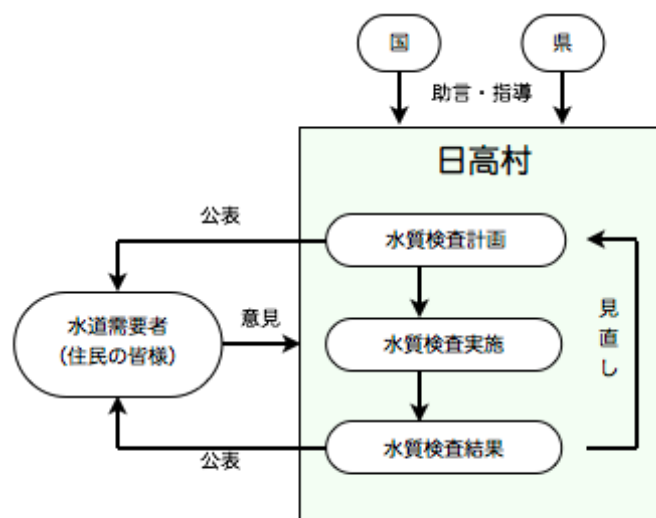 国
県
助言・指導
日高村
公表
水質検査計画
水道需要者
（住民の皆様）
意見
水質検査実施
見直し
水質検査結果
公表